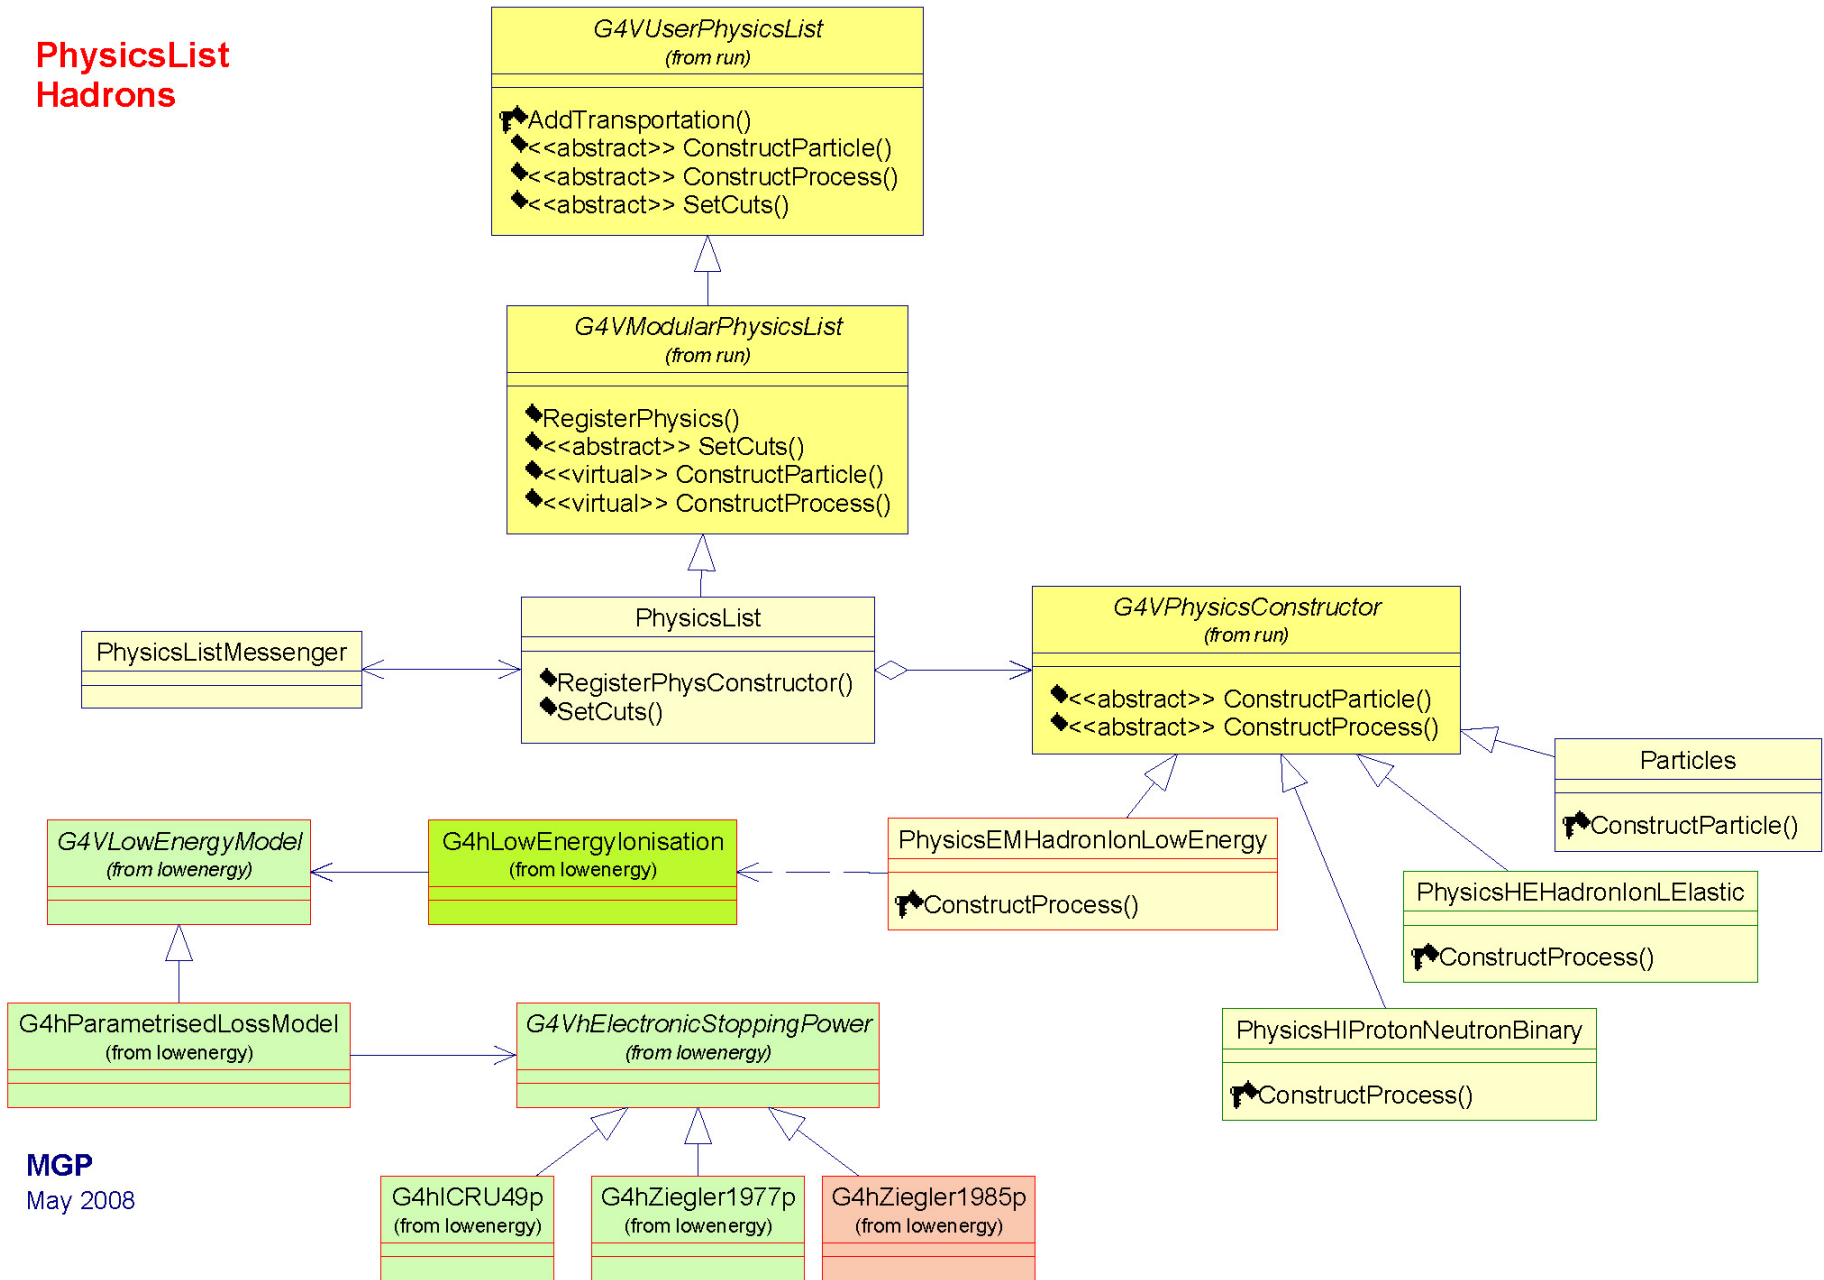 PhysicsList
Hadrons
G4VUserPhysicsList
(from run)
AddTransportation()
<<abstract>> ConstructParticle()
<<abstract>> ConstructProcess()
<<abstract>> SetCuts()
G4VModularPhysicsList
(from run)
RegisterPhysics()
<<abstract>> SetCuts()
<<virtual>> ConstructParticle()
<<virtual>> ConstructProcess()
PhysicsListMessenger
PhysicsList
RegisterPhysConstructor()
SetCuts()
G4VPhysicsConstructor
(from run)
<<abstract>> ConstructParticle()
<<abstract>> ConstructProcess()
Particles
ConstructParticle()
G4VLowEnergyModel
(from lowenergy)
G4hLowEnergyIonisation
(from lowenergy)
PhysicsEMHadronIonLowEnergy
ConstructProcess()
PhysicsHEHadronIonLElastic
ConstructProcess()
G4hParametrisedLossModel
(from lowenergy)
G4VhElectronicStoppingPower
(from lowenergy)
PhysicsHIProtonNeutronBinary
ConstructProcess()
MGP
May 2008
G4hICRU49p
(from lowenergy)
G4hZiegler1977p
(from lowenergy)
G4hZiegler1985p
(from lowenergy)